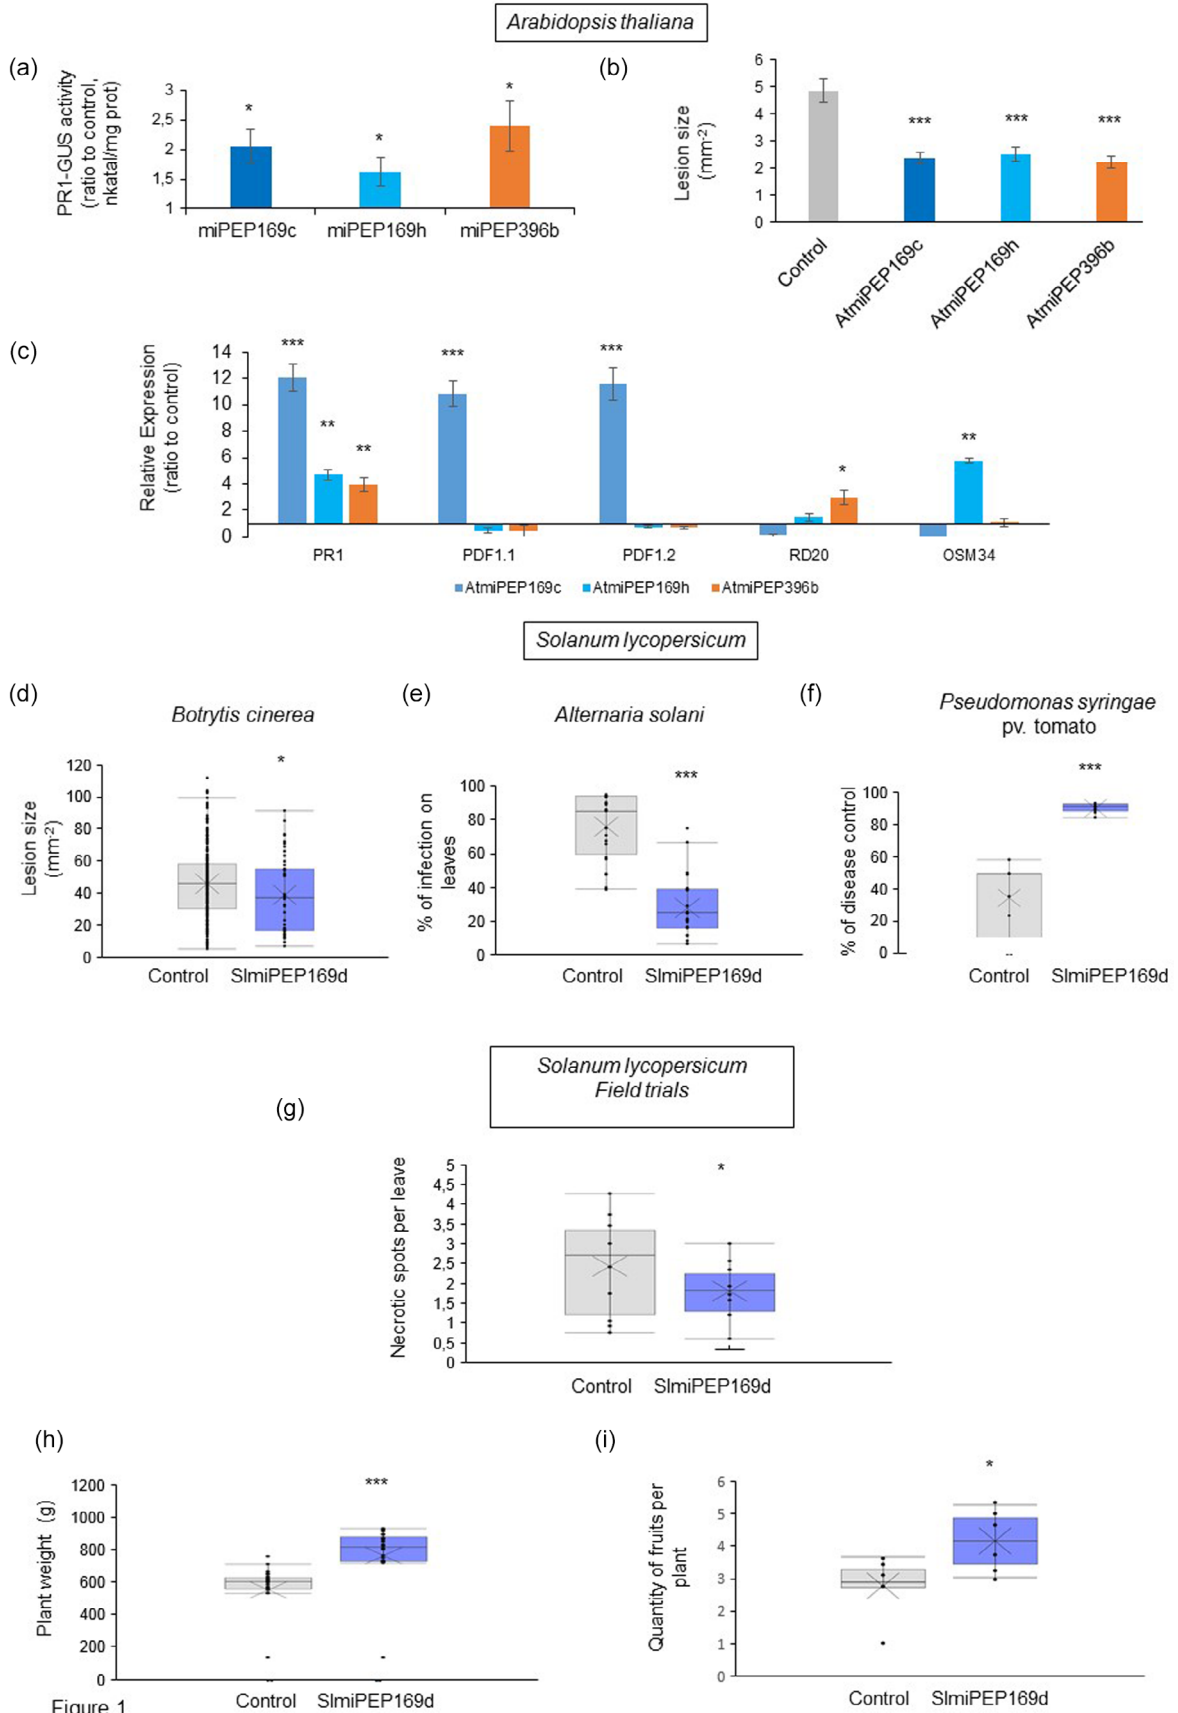 Arabidopsis thaliana
(a)
PR1-GUS activity
(ratio to control,
nkatal/mg prot)
3
2,5
2
1,5
1
*
*
*
miPEP169c
miPEP169h
miPEP396b
(b)
Lesion size
(mm-2)
6
5
4
3
2
1
0
***
***
***
Control
AtmiPEP169c
AtmiPEP169h
AtmiPEP396b
(c)
Relative Expression
(ratio to control)
14
12
10
8
6
4
2
0
***
**
**
***
***
*
**
PR1
PDF1.1
PDF1.2
RD20
OSM34
AtmiPEP169c
AtmiPEP169h
AtmiPEP396b
Solanum lycopersicum
(d)
Botrytis cinerea
Lesion size
(mm-2)
120
100
80
60
40
20
0
*
Control
SlmiPEP169d
(e)
Alternaria solani
% of infection on
leaves
100
80
60
40
20
0
***
Control
SlmiPEP169d
(f)
Pseudomonas syringae
pv. tomato
% of disease control
100
80
60
40
20
0
***
Control
SlmiPEP169d
Solanum lycopersicum
Field trials
(g)
Necrotic spots per leave
5
4,5
4
3,5
3
2,5
2
1,5
1
0,5
0
*
Control
SlmiPEP169d
(h)
Plant weight (g)
1200
1000
800
600
400
200
0
***
Control
SlmiPEP169d
(i)
Quantity of fruits per
plant
6
5
4
3
2
1
0
*
Control
SlmiPEP169d
Figure 1